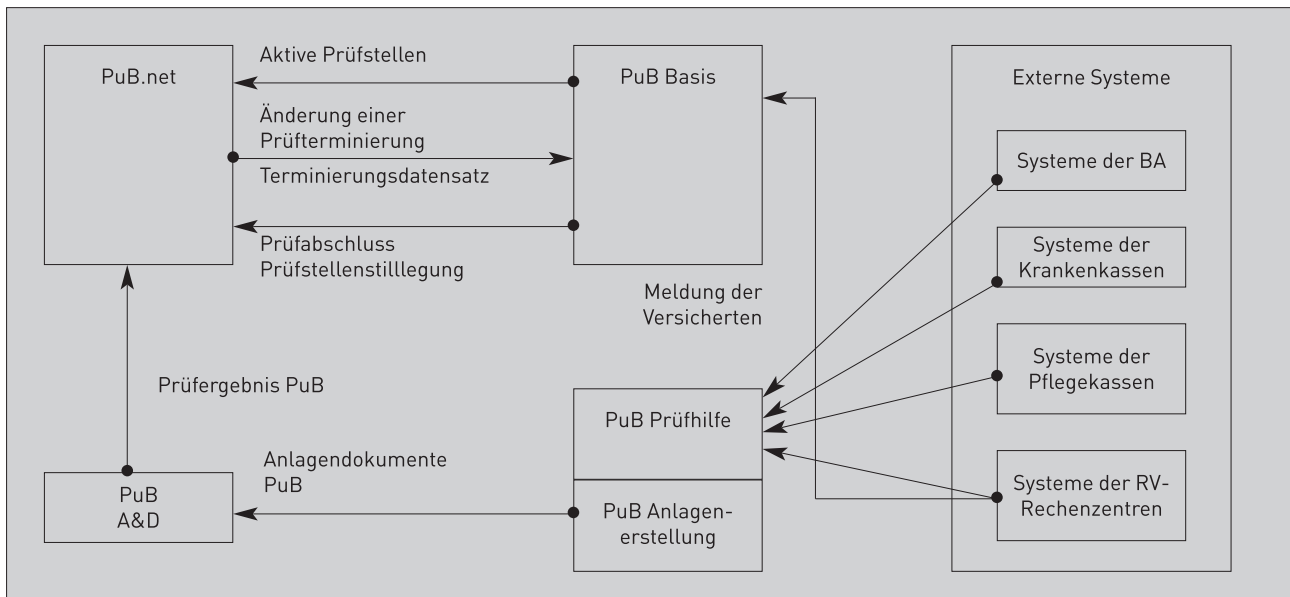 PuB.net
Aktive Prüfstellen
Änderung einer
Prüfterminierung
Terminierungsdatensatz
Prüfabschluss
Prüfstellenstilllegung
PuB Basis
Externe Systeme
Systeme der BA
Systeme der
Krankenkassen
Systeme der
Pflegekassen
Systeme der RV-
Rechenzentren
Meldung der
Versicherten
Prüfergebnis PuB
PuB Prüfhilfe
Anlagendokumente
PuB
PuB
A&D
PuB Anlagen-
erstellung